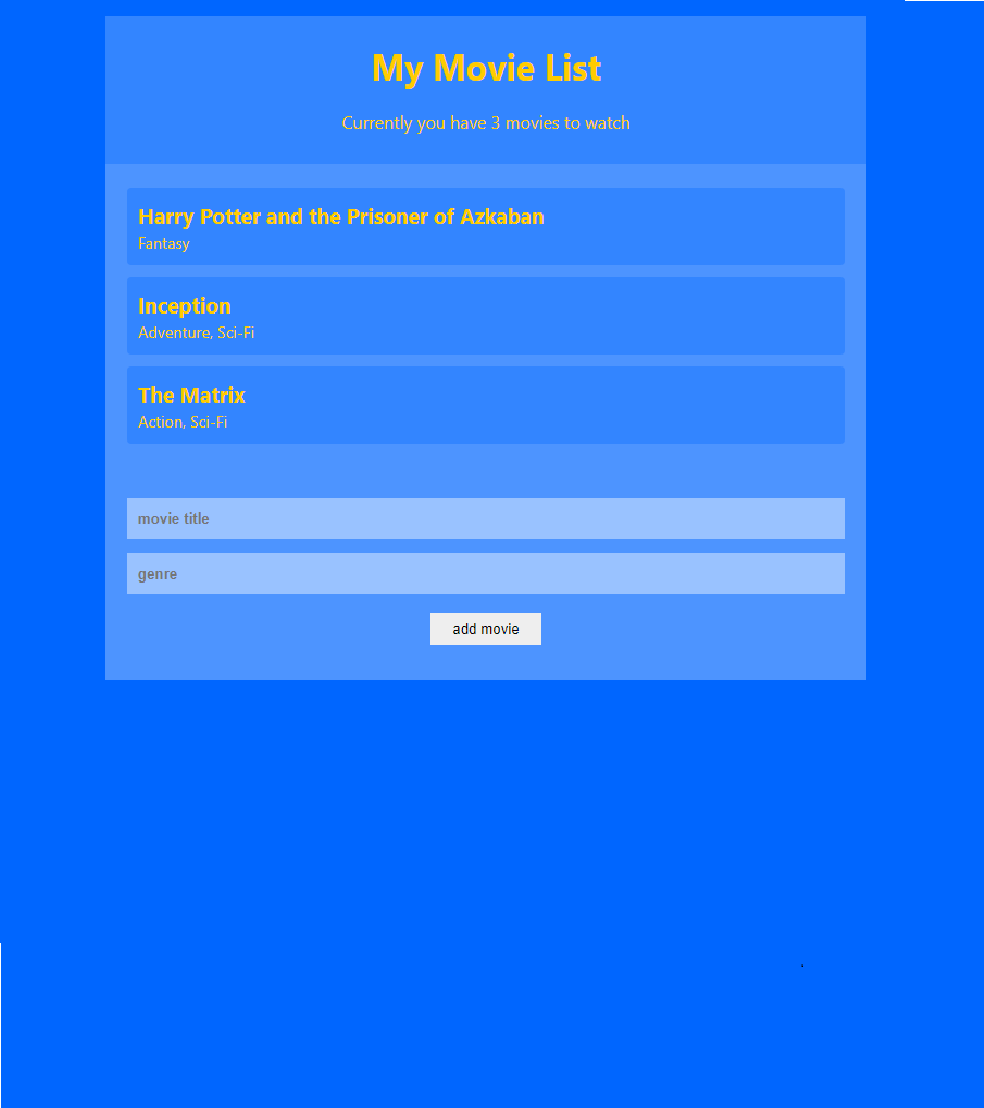 My Movie List
Currently you have 3 movies to watch
Harry Potter and the Prisoner of Azkaban
Fantasy
Inception
Adventure, Sci-Fi
The Matrix
Action, Sci-Fi
movie title
genre
add movie